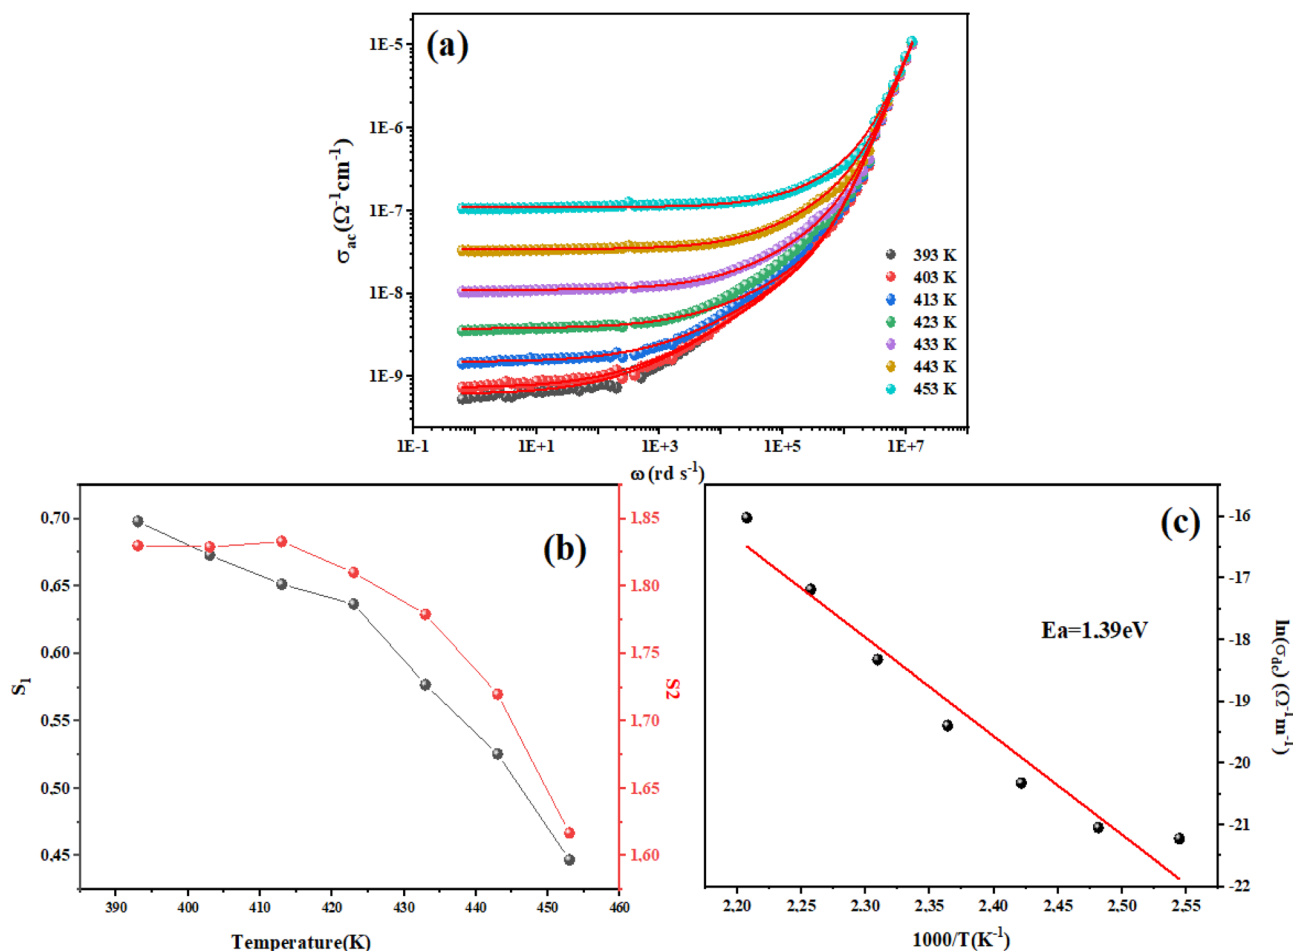 (a)
1E-5
1E-6
1E-7
1E-8
1E-9
σac (Ω⁻¹cm⁻¹)
393 K
403 K
413 K
423 K
433 K
443 K
453 K
1E-1
1E+1
1E+3
1E+5
1E+7
ω (rd s⁻¹)
(b)
0,70
0,65
0,60
0,55
0,50
0,45
S₁
1,85
1,80
1,75
1,70
1,65
1,60
S2
390
400
410
420
430
440
450
460
Temperature(K)
(c)
Ea=1.39eV
-16
-17
-18
-19
-20
-21
-22
ln(σdc) (Ω⁻¹m⁻¹)
2,20
2,25
2,30
2,35
2,40
2,45
2,50
2,55
1000/T(K⁻¹)